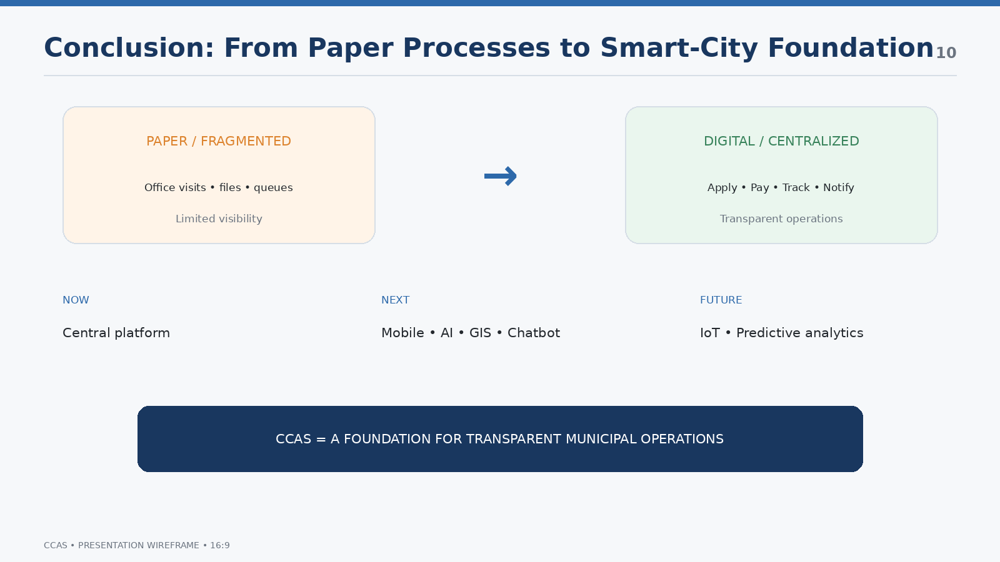 Conclusion: From Paper Processes to Smart-City Foundation
10
PAPER / FRAGMENTED
Office visits • files • queues
Limited visibility
→
DIGITAL / CENTRALIZED
Apply • Pay • Track • Notify
Transparent operations
NOW
Central platform
NEXT
Mobile • AI • GIS • Chatbot
FUTURE
IoT • Predictive analytics
CCAS = A FOUNDATION FOR TRANSPARENT MUNICIPAL OPERATIONS
CCAS • PRESENTATION WIREFRAME • 16:9